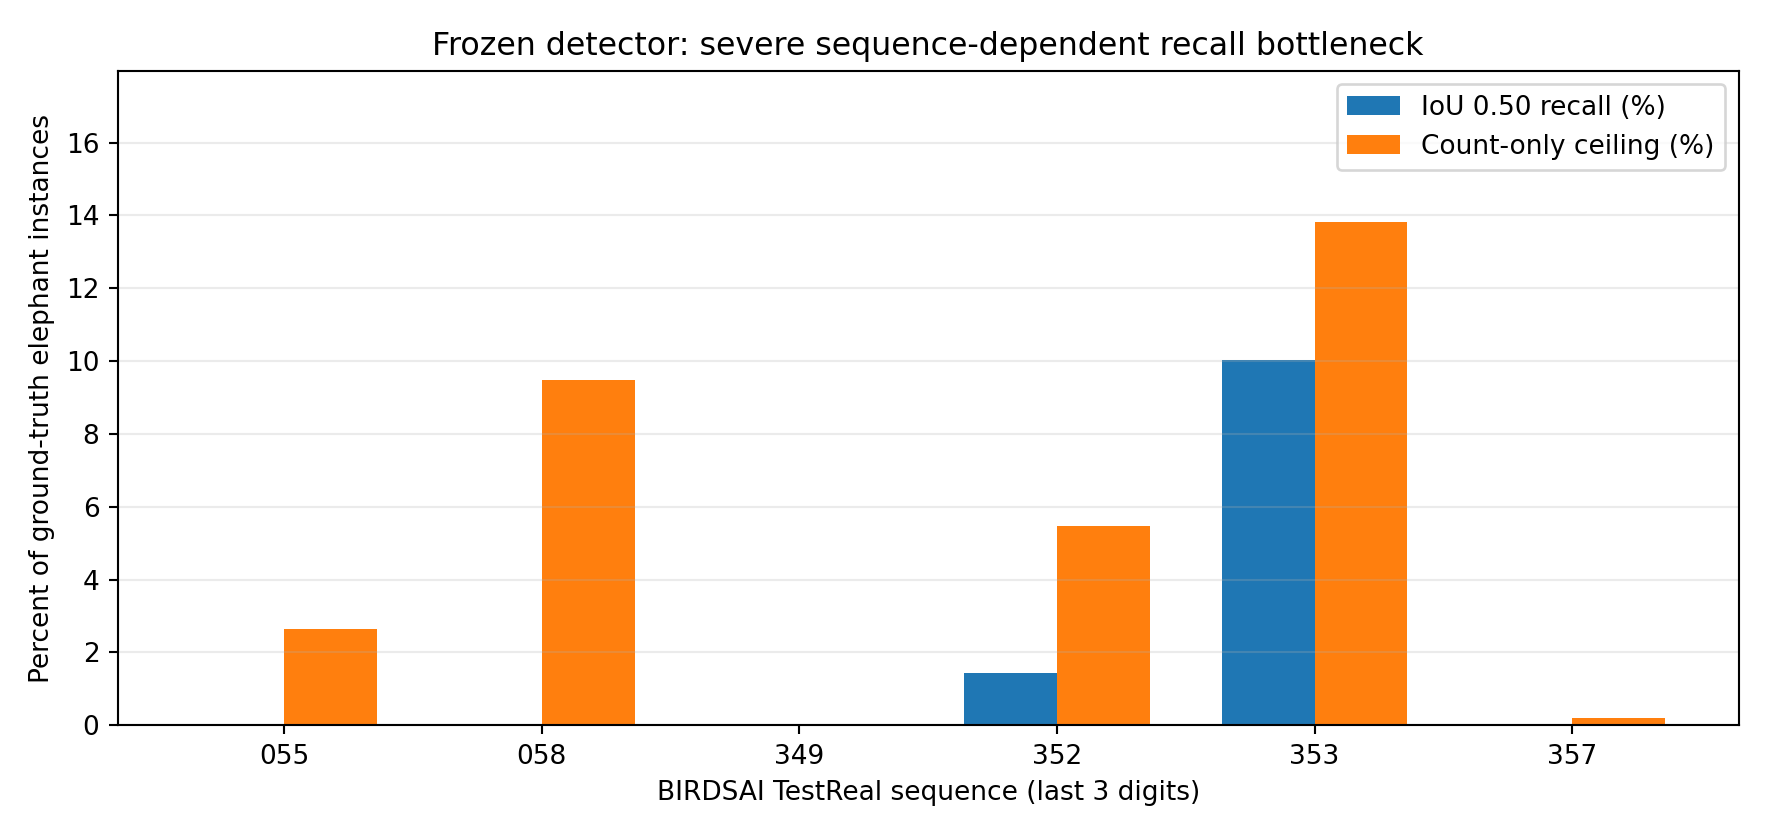 Frozen detector: severe sequence-dependent recall bottleneck
IoU 0.50 recall (%)
Count-only ceiling (%)
Percent of ground-truth elephant instances
16
14
12
10
8
6
4
2
0
055 058 349 352 353 357
BIRDSAI TestReal sequence (last 3 digits)